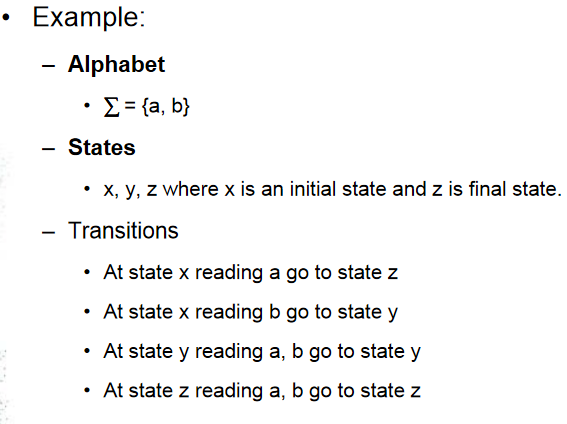 • Example:
– Alphabet
• ∑ = {a, b}
– States
• x, y, z where x is an initial state and z is final state.
– Transitions
• At state x reading a go to state z
• At state x reading b go to state y
• At state y reading a, b go to state y
• At state z reading a, b go to state z